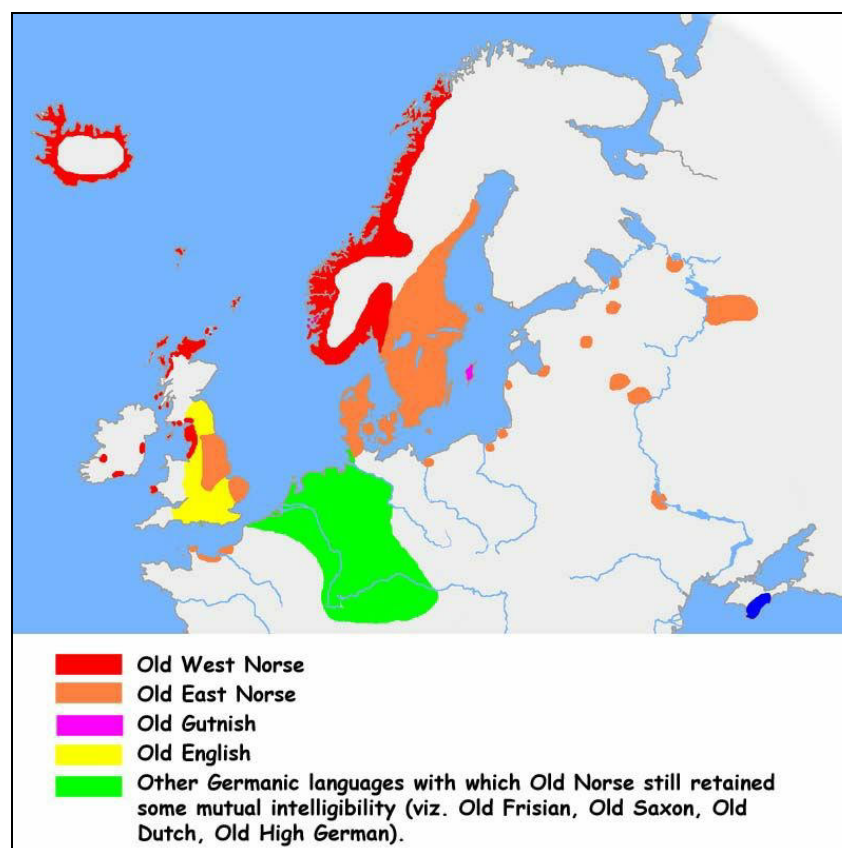 Old West Norse
Old East Norse
Old Gutnish
Old English
Other Germanic languages with which Old Norse still retained
some mutual intelligibility (viz. Old Frisian, Old Saxon, Old
Dutch, Old High German).